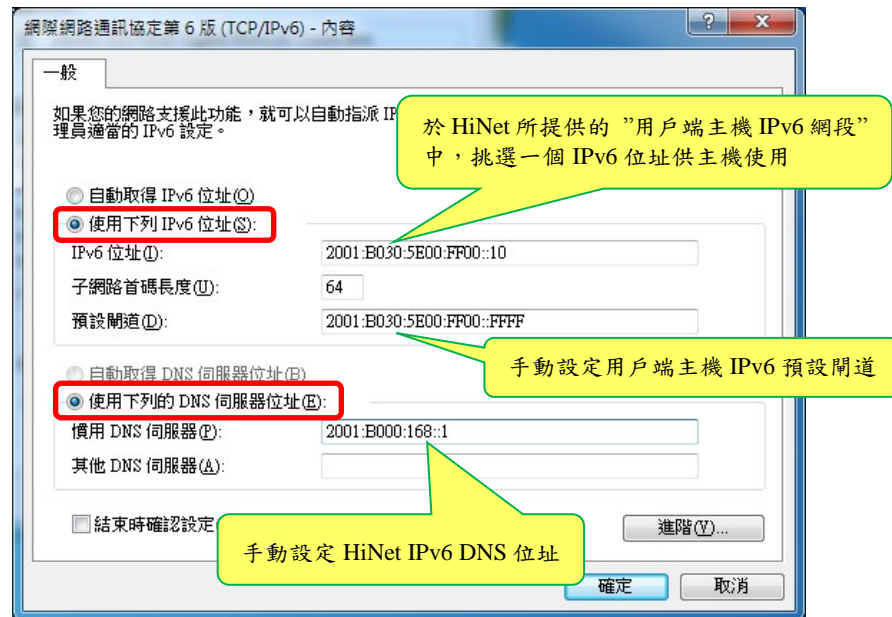 網際網路通訊協定第 6 版 (TCP/IPv6) - 內容
一般
如果您的網路支援此功能，就可以自動指派 IP
理員適當的 IPv6 設定。
於 HiNet 所提供的 ”用戶端主機 IPv6 網段”
中，挑選一個 IPv6 位址供主機使用
自動取得 IPv6 位址(O)
使用下列 IPv6 位址(S):
IPv6 位址(I): 2001:B030:5E00:FF00::10
子網路首碼長度(U): 64
預設閘道(D): 2001:B030:5E00:FF00::FFFF
手動設定用戶端主機 IPv6 預設閘道
自動取得 DNS 伺服器位址(B)
使用下列的 DNS 伺服器位址(E):
慣用 DNS 伺服器(P): 2001:B000:168::1
其他 DNS 伺服器(A):
結束時確認設定
進階(V)...
手動設定 HiNet IPv6 DNS 位址
確定
取消